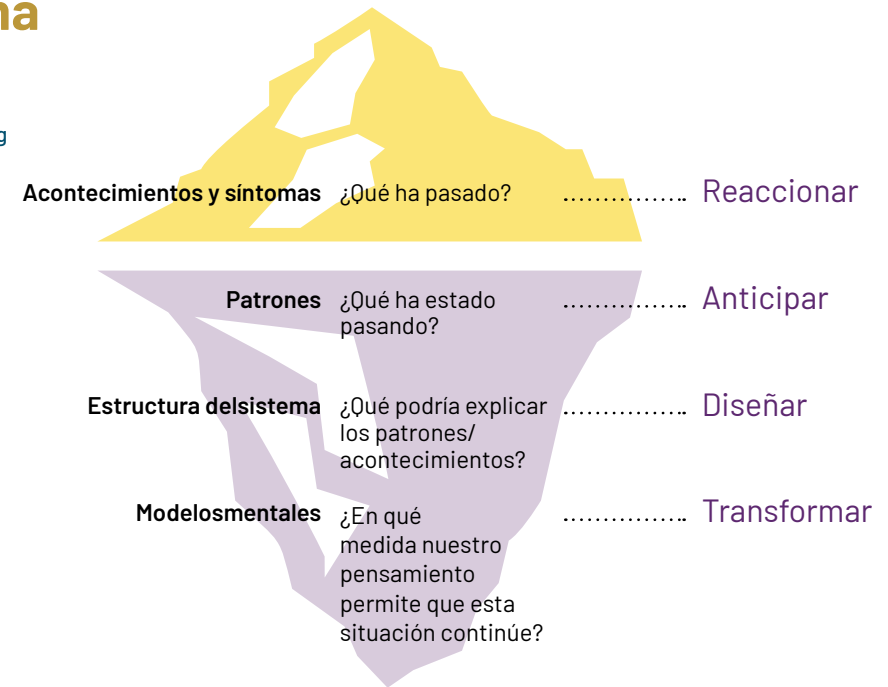 na
g
Acontecimientos y síntomas ¿Qué ha pasado? ................ Reaccionar
Patrones ¿Qué ha estado ................ Anticipar
pasando?
Estructura delsistema ¿Qué podría explicar ................ Diseñar
los patrones/
acontecimientos?
Modelosmentales ¿En qué ................ Transformar
medida nuestro
pensamiento
permite que esta
situación continúe?